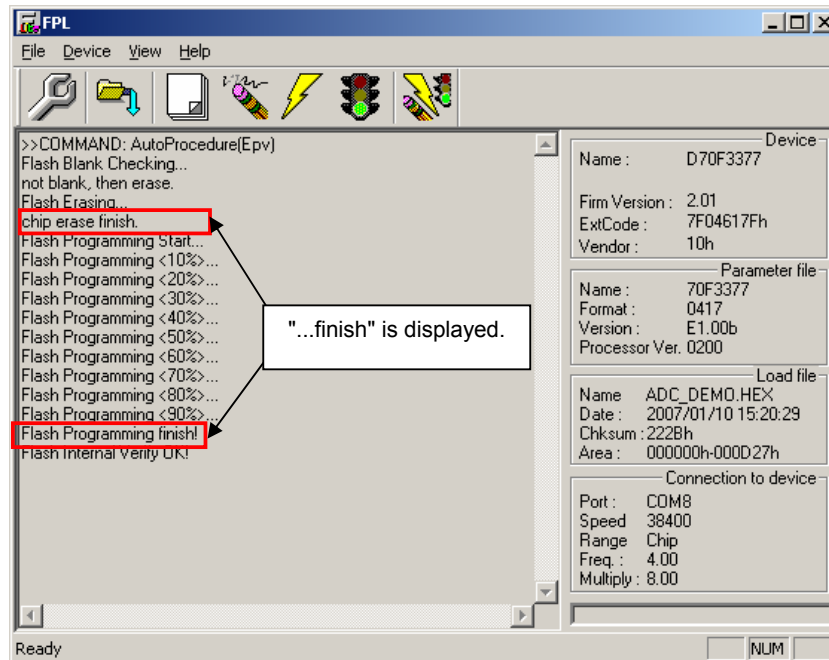 FPL
File Device View Help
>>COMMAND: AutoProcedure(Epv)
Flash Blank Checking...
not blank, then erase.
Flash Erasing...
chip erase finish.
Flash Programming Start...
Flash Programming <10%>...
Flash Programming <20%>...
Flash Programming <30%>...
Flash Programming <40%>...
Flash Programming <50%>...
Flash Programming <60%>...
Flash Programming <70%>...
Flash Programming <80%>...
Flash Programming <90%>...
Flash Programming finish!
Flash Internal Verify OK!
"...finish" is displayed.
Device
Name : D70F3377
Firm Version : 2.01
ExtCode : 7F04617Fh
Vendor : 10h
Parameter file
Name : 70F3377
Format : 0417
Version : E1.00b
Processor Ver. 0200
Load file
Name ADC_DEMO.HEX
Date : 2007/01/10 15:20:29
Chksum : 222Bh
Area : 000000h-000D27h
Connection to device
Port : COM8
Speed 38400
Range Chip
Freq. : 4.00
Multiply : 8.00
Ready
NUM